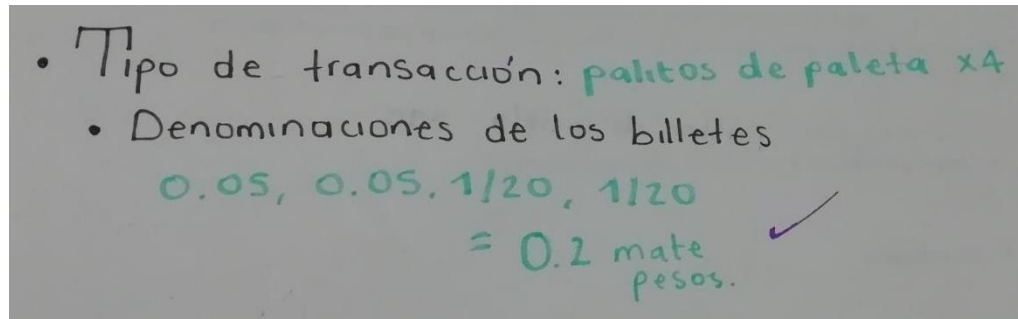 • Tipo de transacción: palitos de paleta x4
• Denominaciones de los billetes
0.05, 0.05. 1/20, 1/20
= 0.2 mate
pesos.